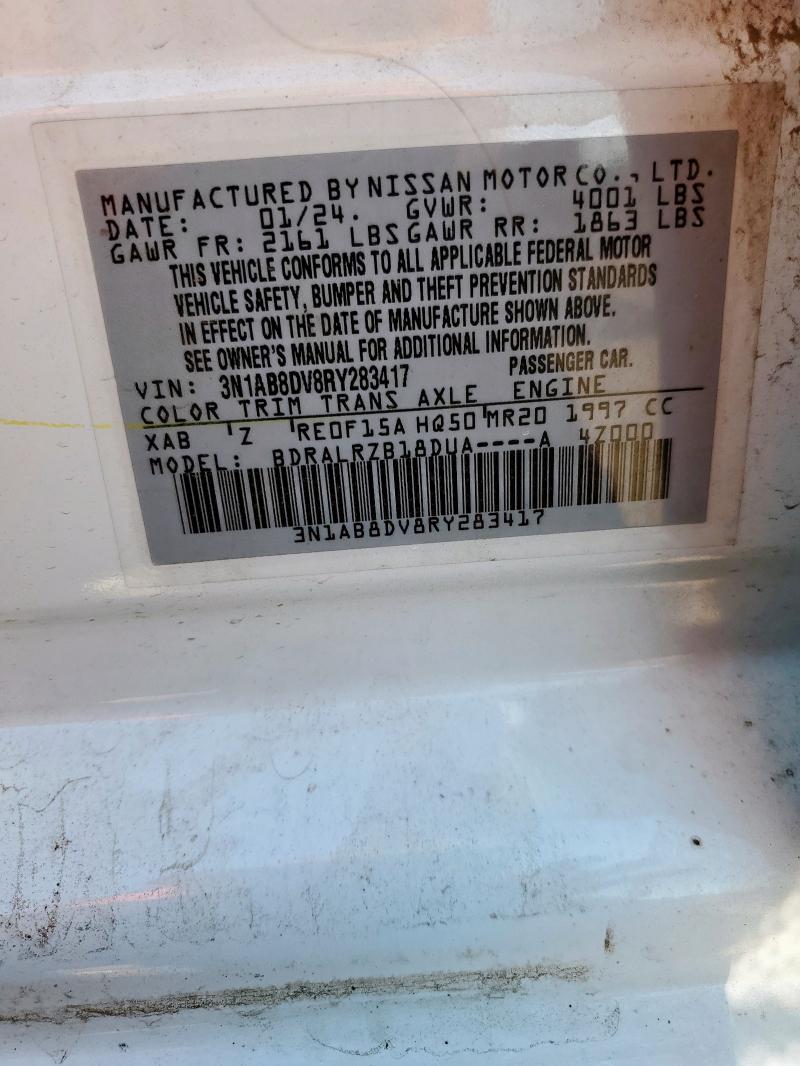 MANUFACTURED BY NISSAN MOTOR CO., LTD.
DATE: 01/24. GVWR: 4001 LBS
GAWR FR: 2161 LBS GAWR RR: 1863 LBS
THIS VEHICLE CONFORMS TO ALL APPLICABLE FEDERAL MOTOR
VEHICLE SAFETY, BUMPER AND THEFT PREVENTION STANDARDS
IN EFFECT ON THE DATE OF MANUFACTURE SHOWN ABOVE.
SEE OWNER'S MANUAL FOR ADDITIONAL INFORMATION.
VIN: 3N1AB8DV8RY283417 PASSENGER CAR.
COLOR TRIM TRANS AXLE ENGINE
XAB Z RE0F15A HQ50 MR20 1997 CC
MODEL: BDRALRZB18DUA----A 4Z000
3N1AB8DV8RY283417